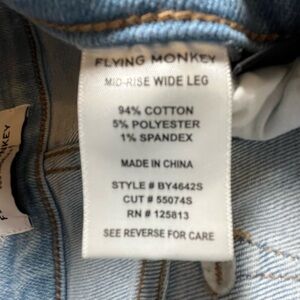 FLYING MONKEY
MID-RISE WIDE LEG
94% COTTON
5% POLYESTER
1% SPANDEX
MADE IN CHINA
STYLE # BY4642S
CUT # 55074S
RN # 125813
SEE REVERSE FOR CARE
MONKEY